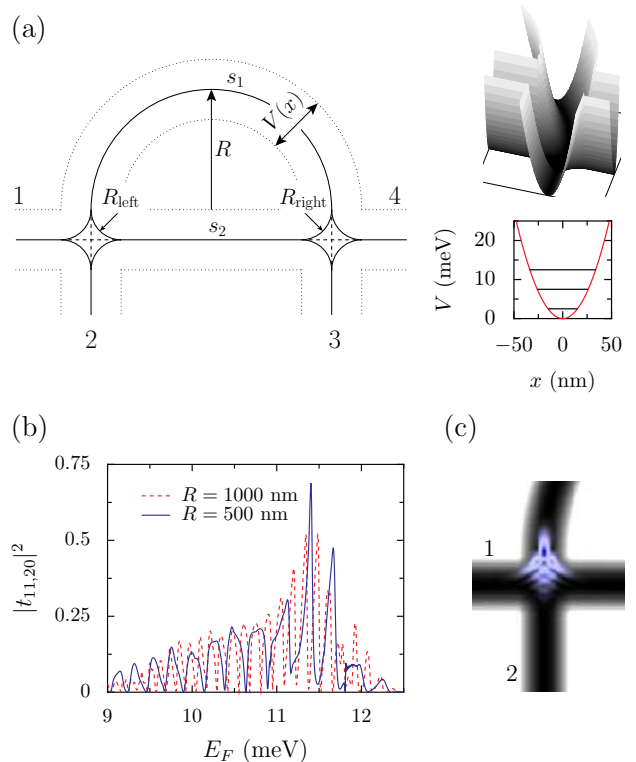 (a)
s₁
V(x)
R
1
R_left
R_right
4
s₂
2
3
V (meV)
20
10
0
−50
0
50
x (nm)
(b)
|t₁₁,₂₀|²
0.75
0.5
0.25
0
R = 1000 nm
R = 500 nm
9
10
11
12
E_F (meV)
(c)
1
2